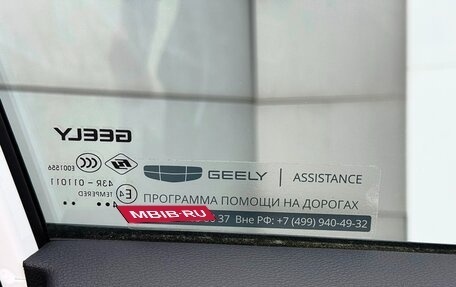 GEELY
E001556
43R - 011011
TEMPERED
E4
GEELY | ASSISTANCE
ПРОГРАММА ПОМОЩИ НА ДОРОГАХ
MBIB.RU
37 Вне РФ: +7 (499) 940-49-32